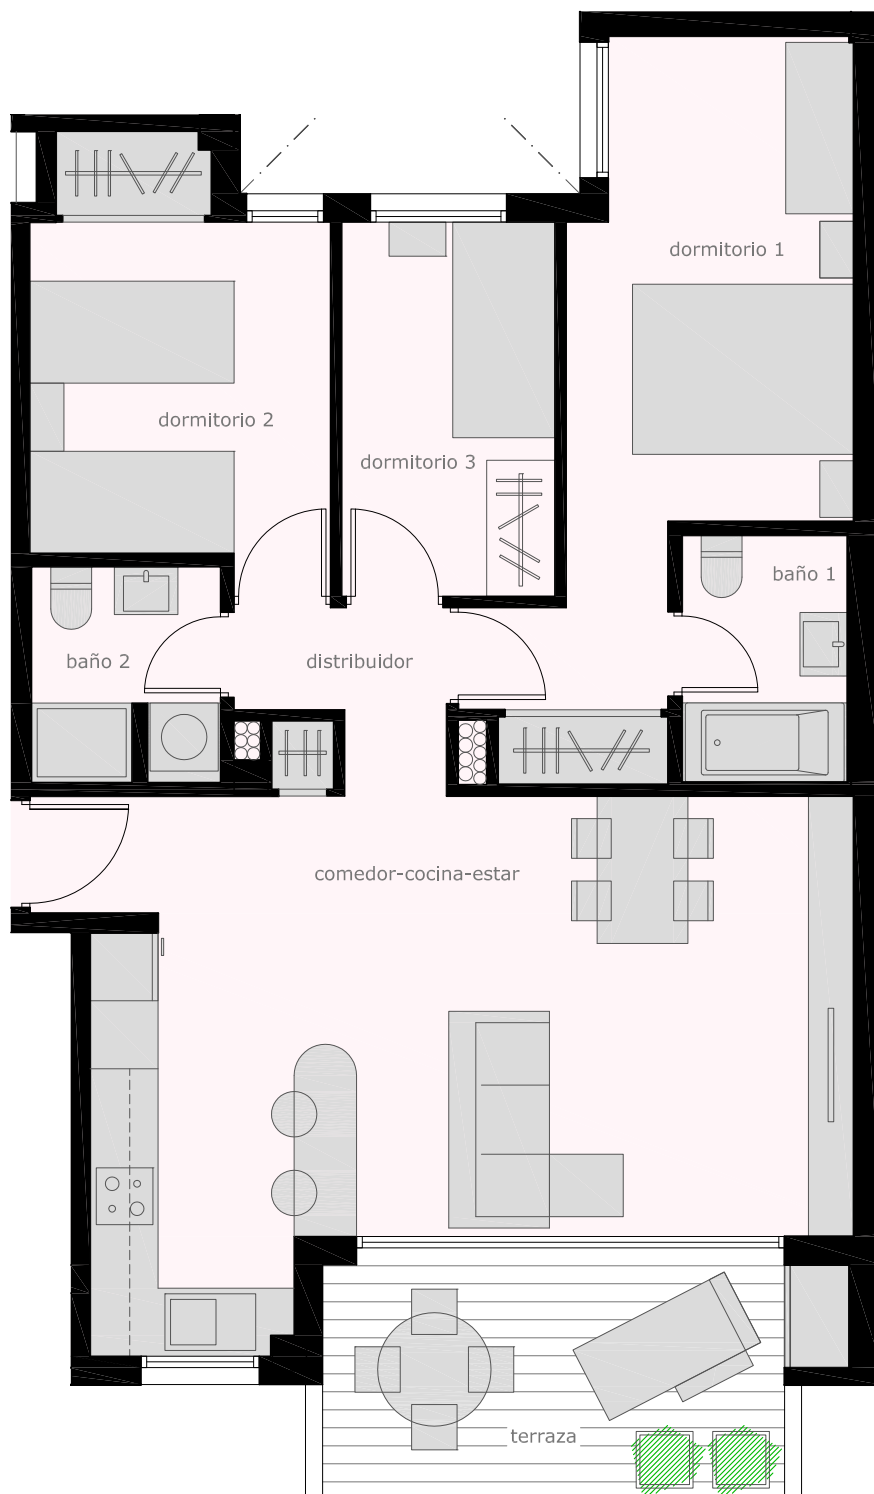 dormitorio 1
dormitorio 2
dormitorio 3
baño 1
baño 2
distribuidor
comedor-cocina-estar
terraza